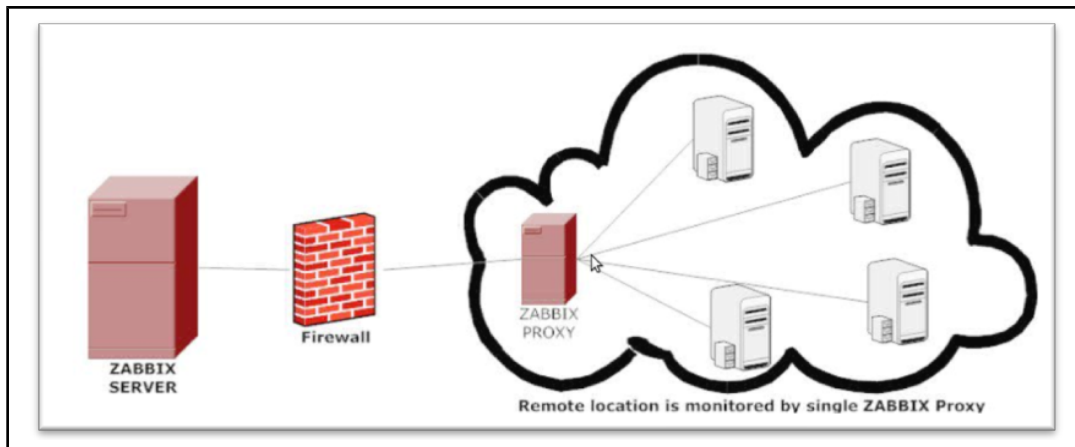 ZABBIX
SERVER
Firewall
ZABBIX
PROXY
Remote location is monitored by single ZABBIX Proxy